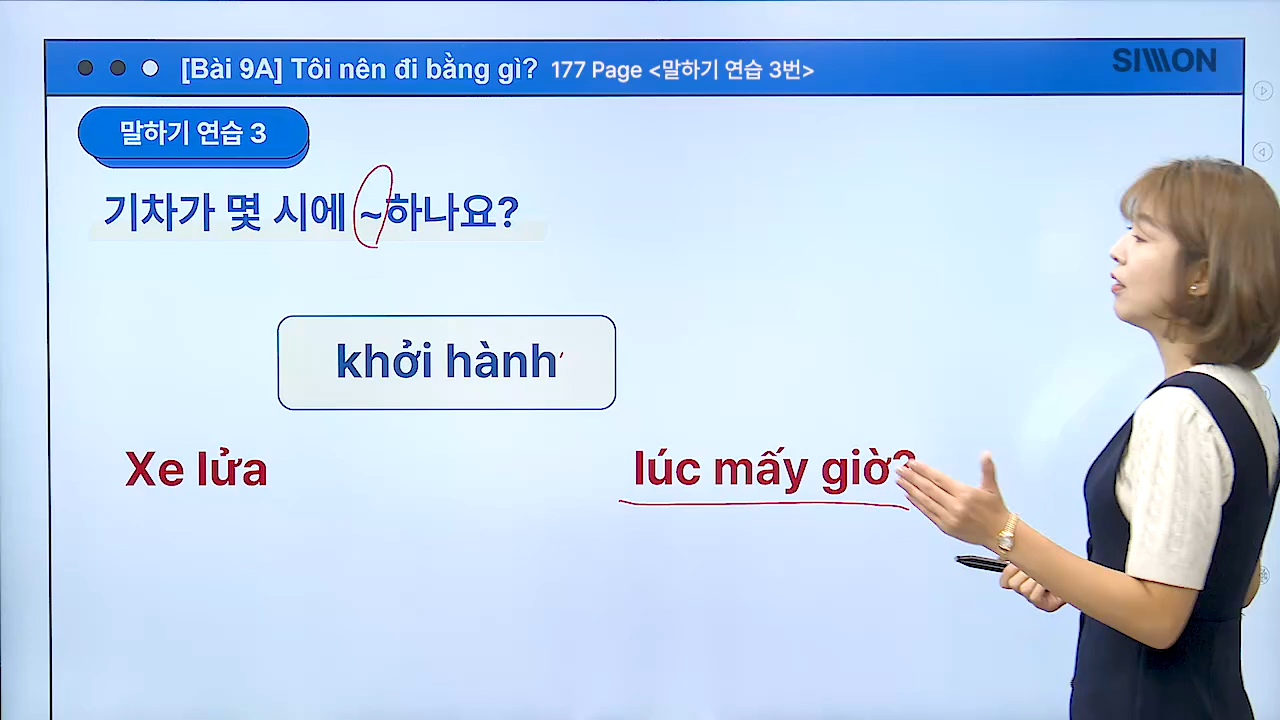 [Bài 9A] Tôi nên đi bằng gì? 177 Page <말하기 연습 3번>
SIWON
말하기 연습 3
기차가 몇 시에 ~하나요?
khởi hành
Xe lửa
lúc mấy giờ?